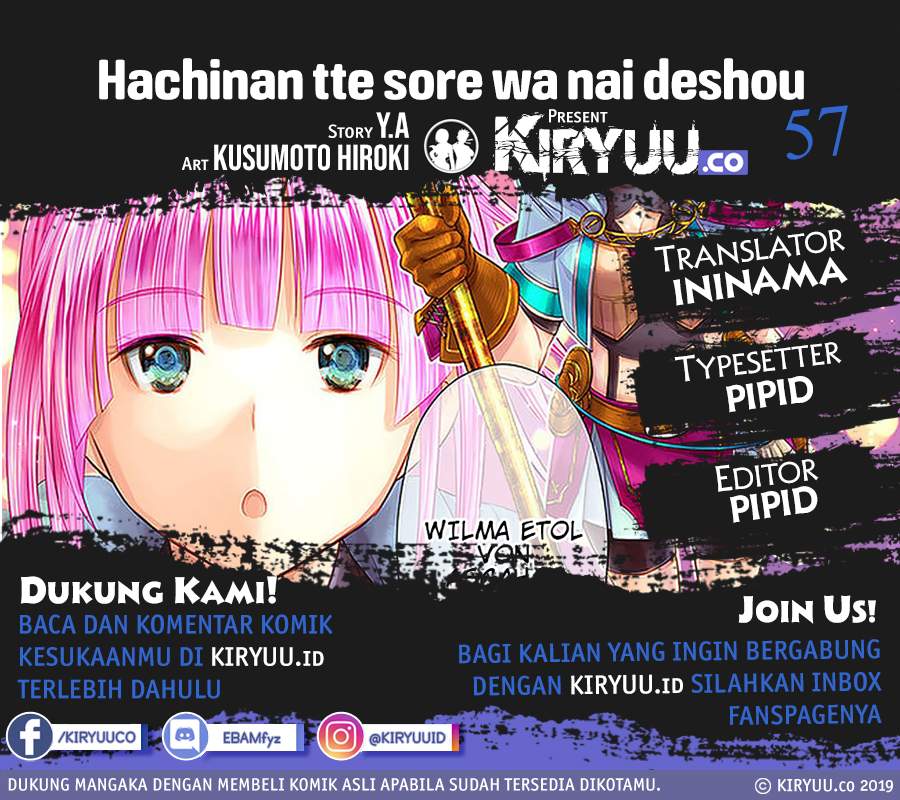 Hachinan tte sore wa nai deshou
STORY Y.A
ART KUSUMOTO HIROKI
PRESENT
KIRYUU.CO
57
TRANSLATOR
ININAMA
TYPESETTER
PIPID
EDITOR
PIPID
WILMA ETOL
VON
DUKUNG KAMI!
BACA DAN KOMENTAR KOMIK
KESUKAANMU DI KIRYUU.ID
TERLEBIH DAHULU
JOIN US!
BAGI KALIAN YANG INGIN BERGABUNG
DENGAN KIRYUU.ID SILAHKAN INBOX
FANSPAGENYA
/KIRYUUCO
EBAMfyz
@KIRYUUID
DUKUNG MANGAKA DENGAN MEMBELI KOMIK ASLI APABILA SUDAH TERSEDIA DIKOTAMU.
© KIRYUU.CO 2019